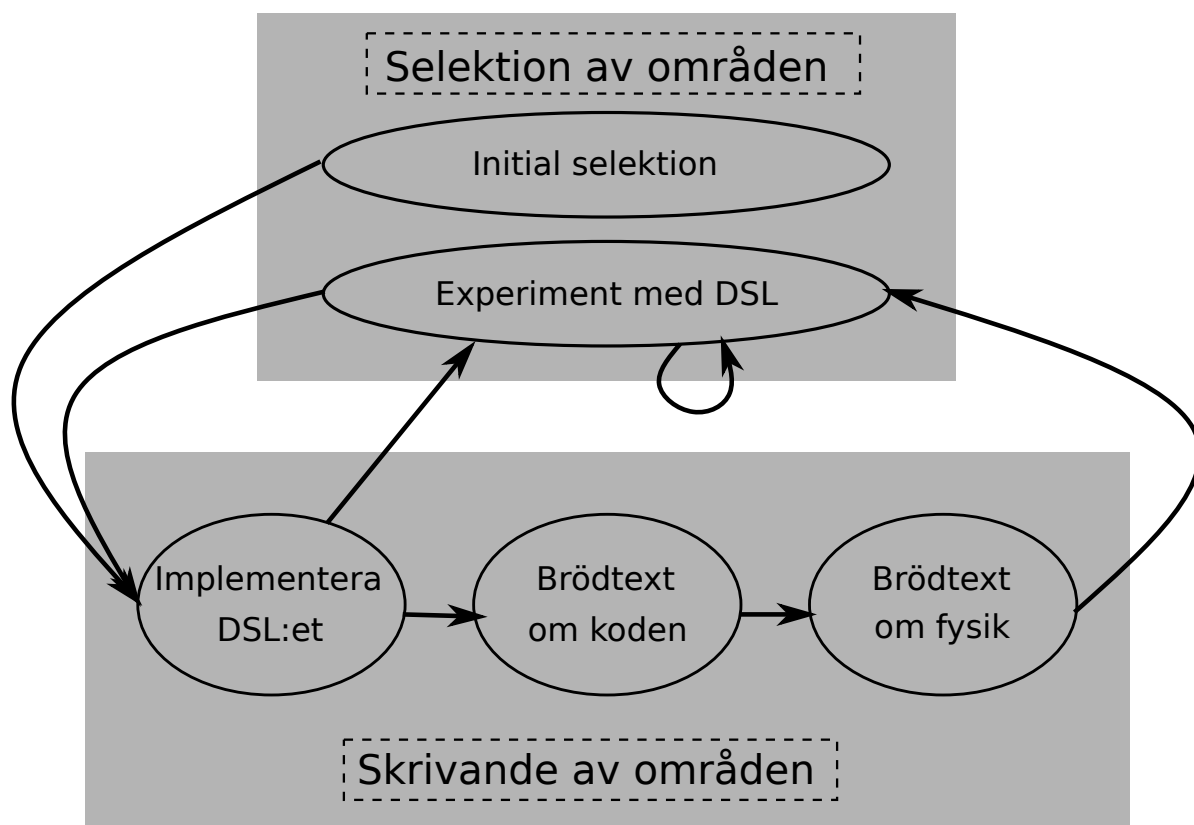 Selektion av områden
Initial selektion
Experiment med DSL
Implementera
DSL:et
Brödtext
om koden
Brödtext
om fysik
Skrivande av områden